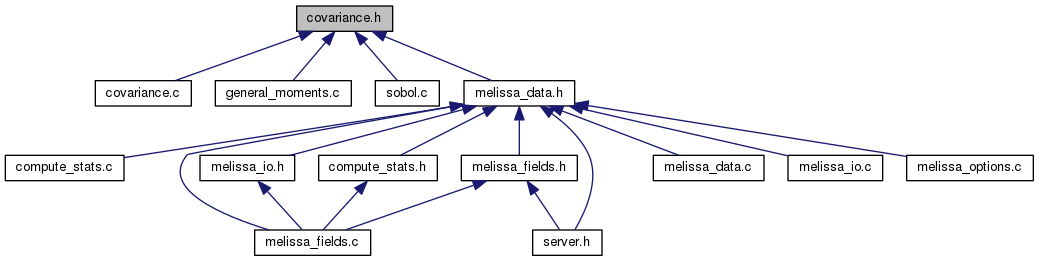 covariance.h
covariance.c
general_moments.c
sobol.c
melissa_data.h
compute_stats.c
melissa_io.h
compute_stats.h
melissa_fields.h
melissa_data.c
melissa_io.c
melissa_options.c
melissa_fields.c
server.h